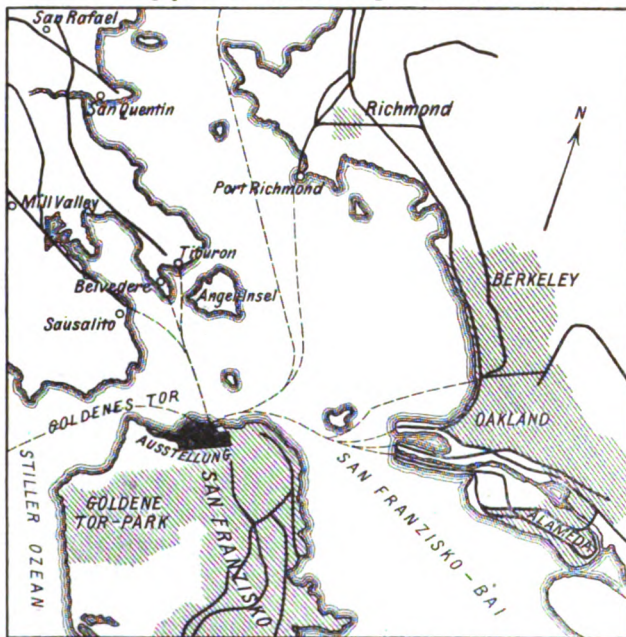 San Rafael
San Quentin
Richmond
N
Port Richmond
Mill Valley
Tiburon
Belvedere
Angel-Insel
BERKELEY
Sausalito
GOLDENES TOR
OAKLAND
AUSSTELLUNG
STILLER OZEAN
GOLDENE
TOR-PARK
SAN FRANZISKO
SAN FRANZISKO-BAI
ALAMEDA